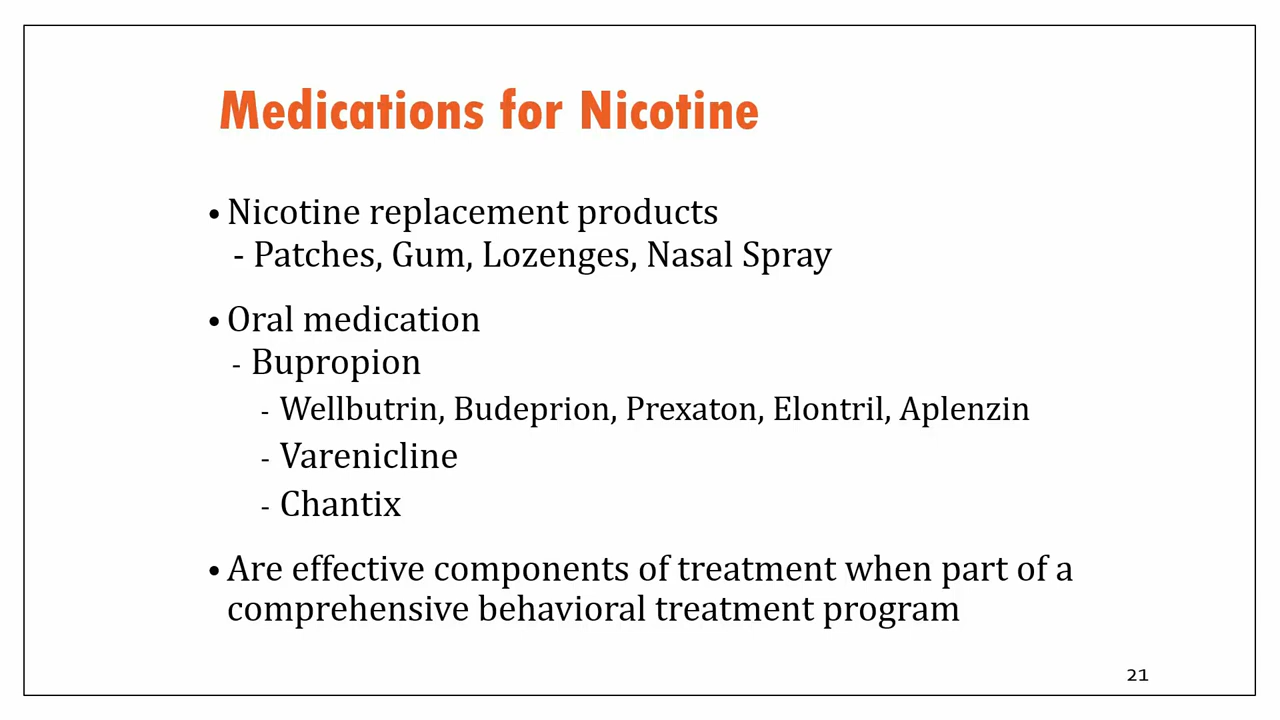 Medications for Nicotine
• Nicotine replacement products
- Patches, Gum, Lozenges, Nasal Spray
• Oral medication
- Bupropion
- Wellbutrin, Budeprion, Prexaton, Elontril, Aplenzin
- Varenicline
- Chantix
• Are effective components of treatment when part of a
comprehensive behavioral treatment program
21